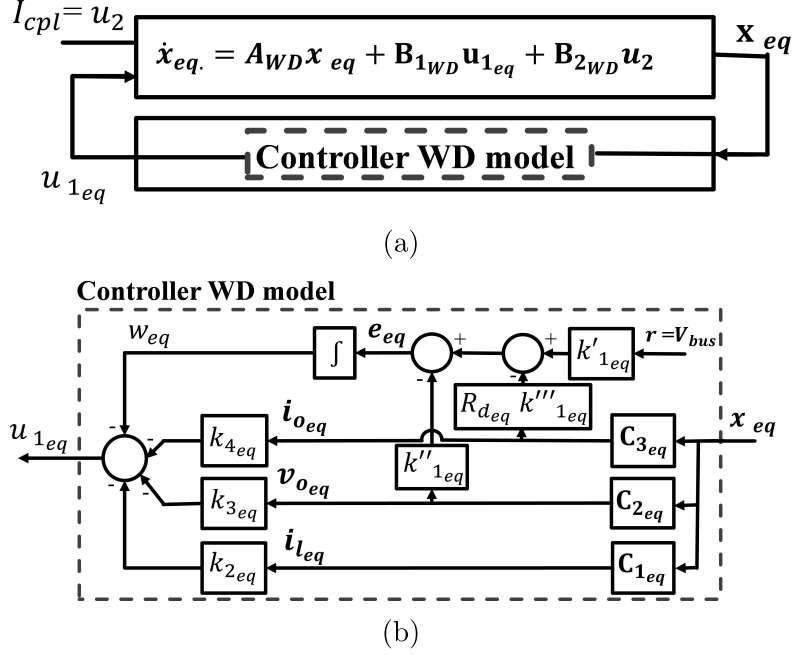 I_cpl = u_2
ẋ_eq. = A_WD x_eq + B_1WD u_1eq + B_2WD u_2
x_eq
Controller WD model
u_1eq
(a)
Controller WD model
w_eq
∫
e_eq
+
+
k'_1eq
r = V_bus
-
-
R_deq k'''_1eq
u_1eq
-
-
k_4eq
i_oeq
C_3eq
x_eq
k''_1eq
-
k_3eq
v_oeq
C_2eq
-
k_2eq
i_leq
C_1eq
(b)